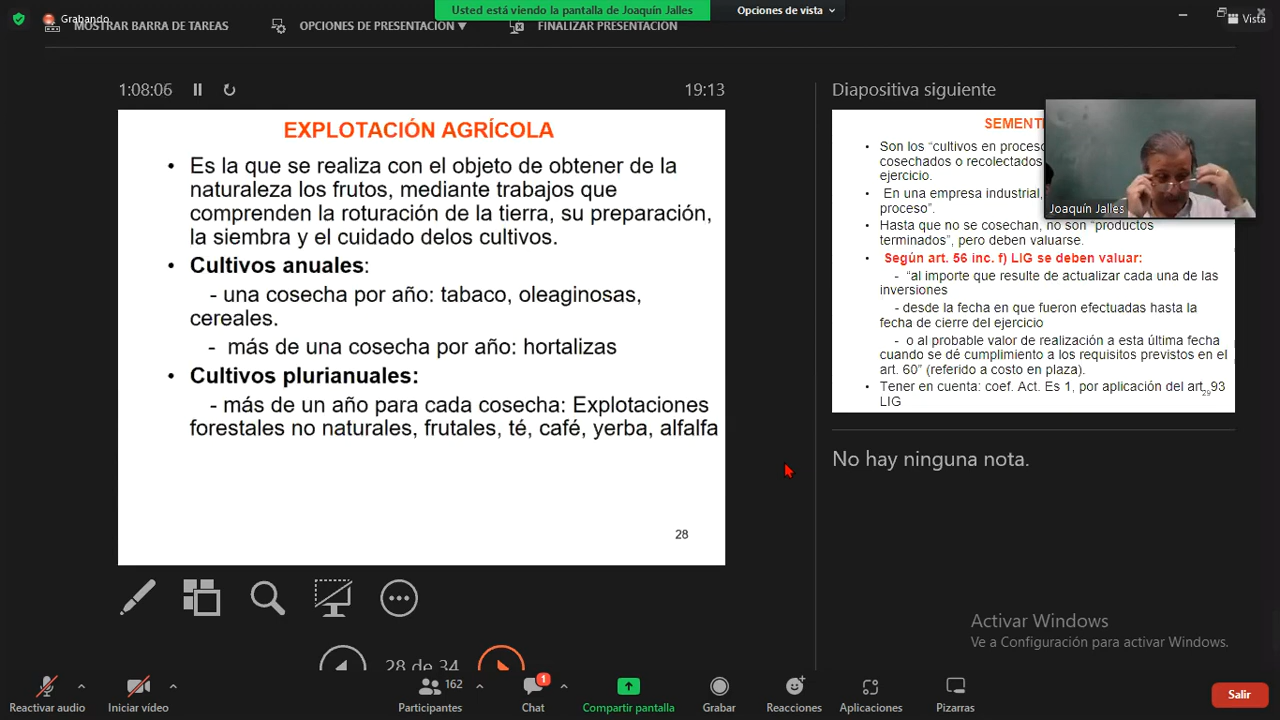 Grabando
MOSTRAR BARRA DE TAREAS
OPCIONES DE PRESENTACIÓN ▼
Usted está viendo la pantalla de Joaquín Jalles
Opciones de vista
FINALIZAR PRESENTACIÓN
Vista
1:08:06
19:13
EXPLOTACIÓN AGRÍCOLA
• Es la que se realiza con el objeto de obtener de la
naturaleza los frutos, mediante trabajos que
comprenden la roturación de la tierra, su preparación,
la siembra y el cuidado delos cultivos.
• Cultivos anuales:
- una cosecha por año: tabaco, oleaginosas,
cereales.
- más de una cosecha por año: hortalizas
• Cultivos plurianuales:
- más de un año para cada cosecha: Explotaciones
forestales no naturales, frutales, té, café, yerba, alfalfa
28
Diapositiva siguiente
SEMENT
• Son los “cultivos en proceso
cosechados o recolectados
ejercicio.
• En una empresa industrial,
proceso”.
• Hasta que no se cosechan, no son “productos
terminados”, pero deben valuarse.
• Según art. 56 inc. f) LIG se deben valuar:
- “al importe que resulte de actualizar cada una de las
inversiones
- desde la fecha en que fueron efectuadas hasta la
fecha de cierre del ejercicio
- o al probable valor de realización a esta última fecha
cuando se dé cumplimiento a los requisitos previstos en el
art. 60” (referido a costo en plaza).
• Tener en cuenta: coef. Act. Es 1, por aplicación del art. 93
LIG
29
Joaquín Jalles
No hay ninguna nota.
28 de 34
Activar Windows
Ve a Configuración para activar Windows.
Reactivar audio
Iniciar vídeo
162
Participantes
1
Chat
Compartir pantalla
Grabar
Reacciones
Aplicaciones
Pizarras
Salir